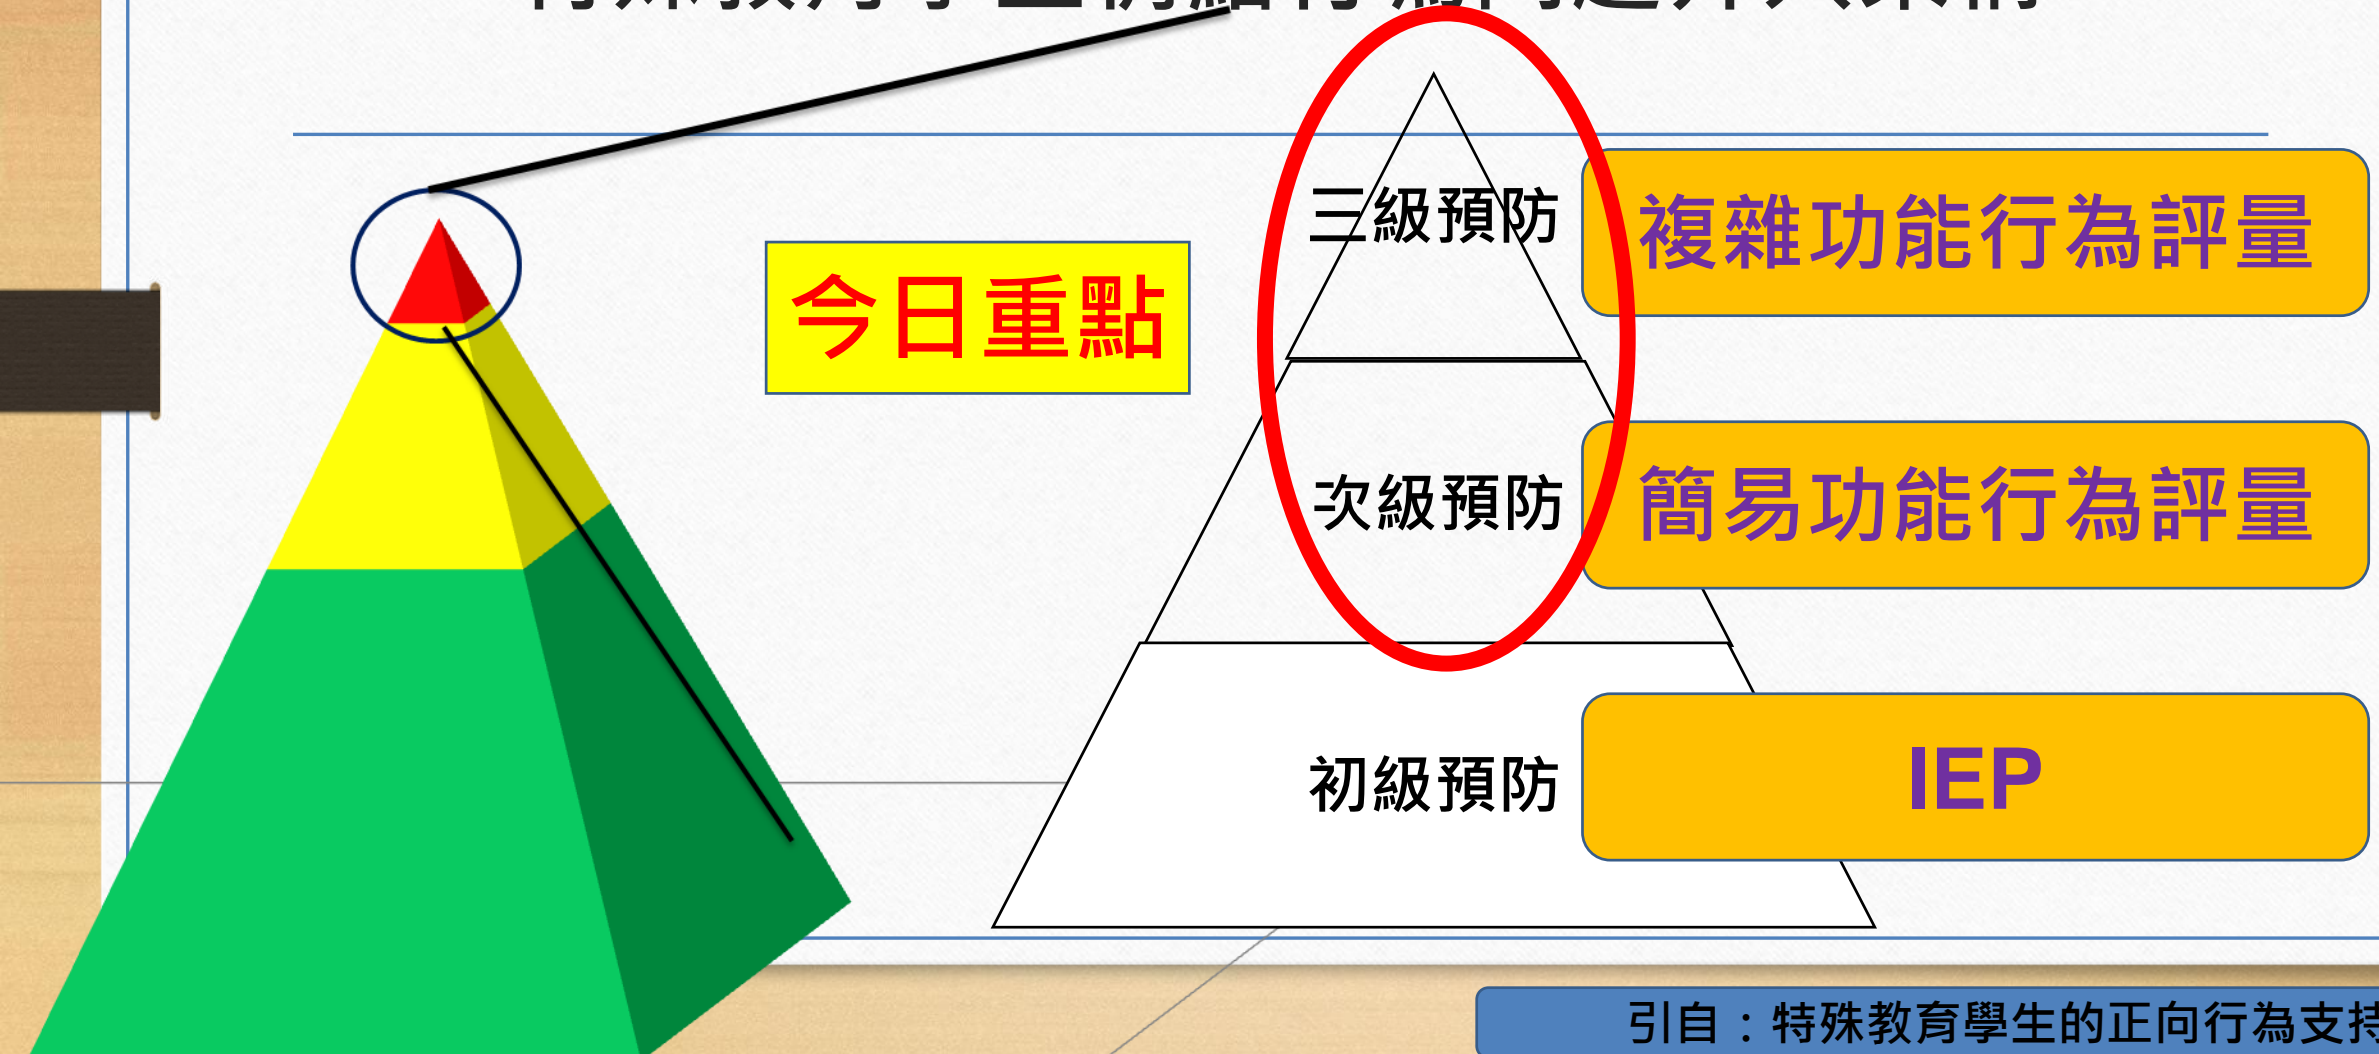 三級預防
複雜功能行為評量
今日重點
次級預防
簡易功能行為評量
初級預防
IEP
引自：特殊教育學生的正向行為支持